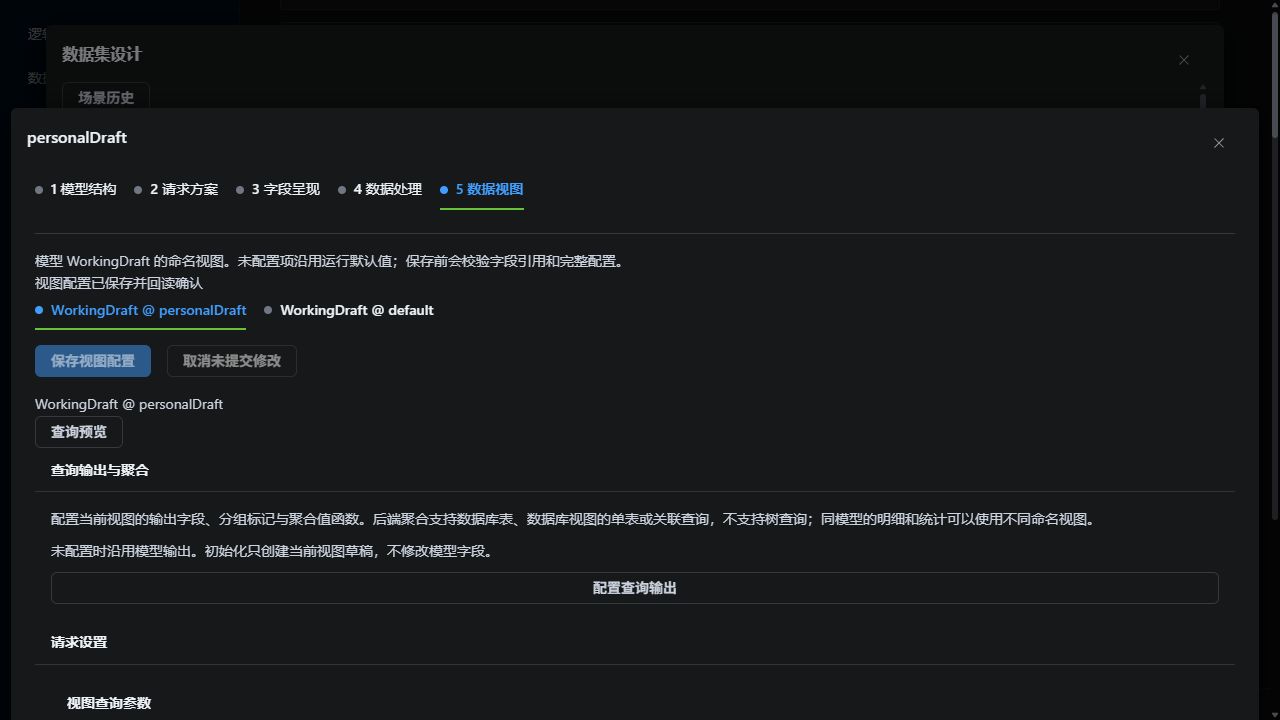 数据集设计
场景历史
personalDraft
1 模型结构
2 请求方案
3 字段呈现
4 数据处理
5 数据视图
模型 WorkingDraft 的命名视图。未配置项沿用运行默认值；保存前会校验字段引用和完整配置。
视图配置已保存并回读确认
WorkingDraft @ personalDraft
WorkingDraft @ default
保存视图配置
取消未提交修改
WorkingDraft @ personalDraft
查询预览
查询输出与聚合
配置当前视图的输出字段、分组标记与聚合值函数。后端聚合支持数据库表、数据库视图的单表或关联查询，不支持树查询；同模型的明细和统计可以使用不同命名视图。
未配置时沿用模型输出。初始化只创建当前视图草稿，不修改模型字段。
配置查询输出
请求设置
视图查询参数